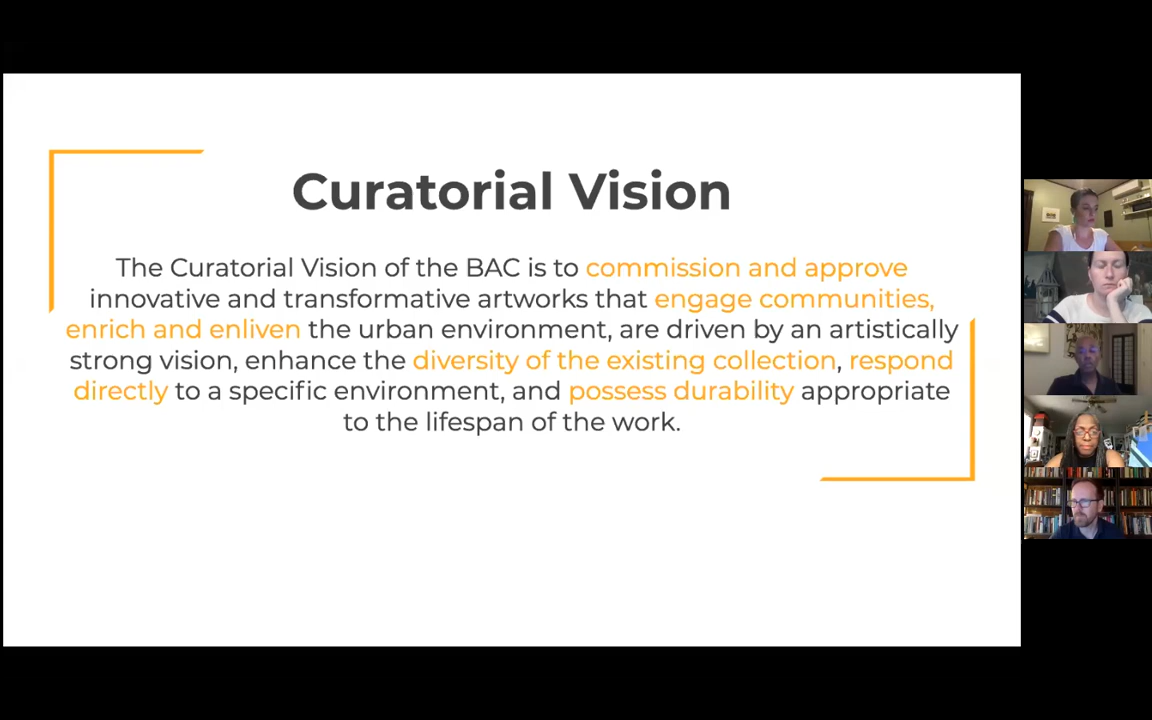 Curatorial Vision
The Curatorial Vision of the BAC is to commission and approve
innovative and transformative artworks that engage communities,
enrich and enliven the urban environment, are driven by an artistically
strong vision, enhance the diversity of the existing collection, respond
directly to a specific environment, and possess durability appropriate
to the lifespan of the work.